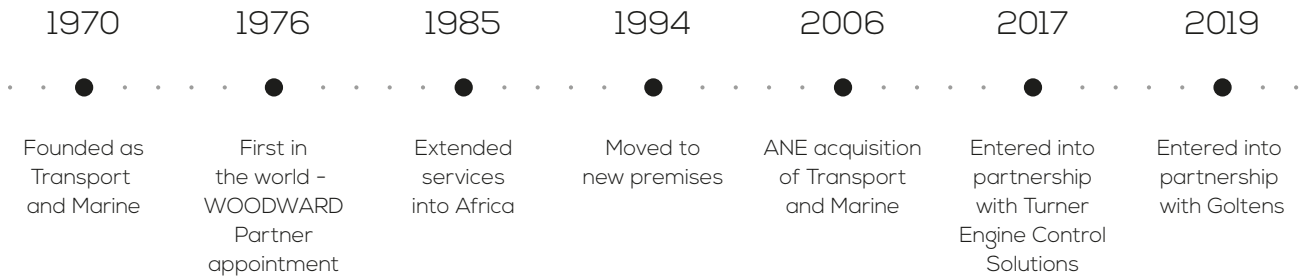 1970
1976
1985
1994
2006
2017
2019
Founded as
Transport
and Marine
First in
the world -
WOODWARD
Partner
appointment
Extended
services
into Africa
Moved to
new premises
ANE acquisition
of Transport
and Marine
Entered into
partnership
with Turner
Engine Control
Solutions
Entered into
partnership
with Goltens